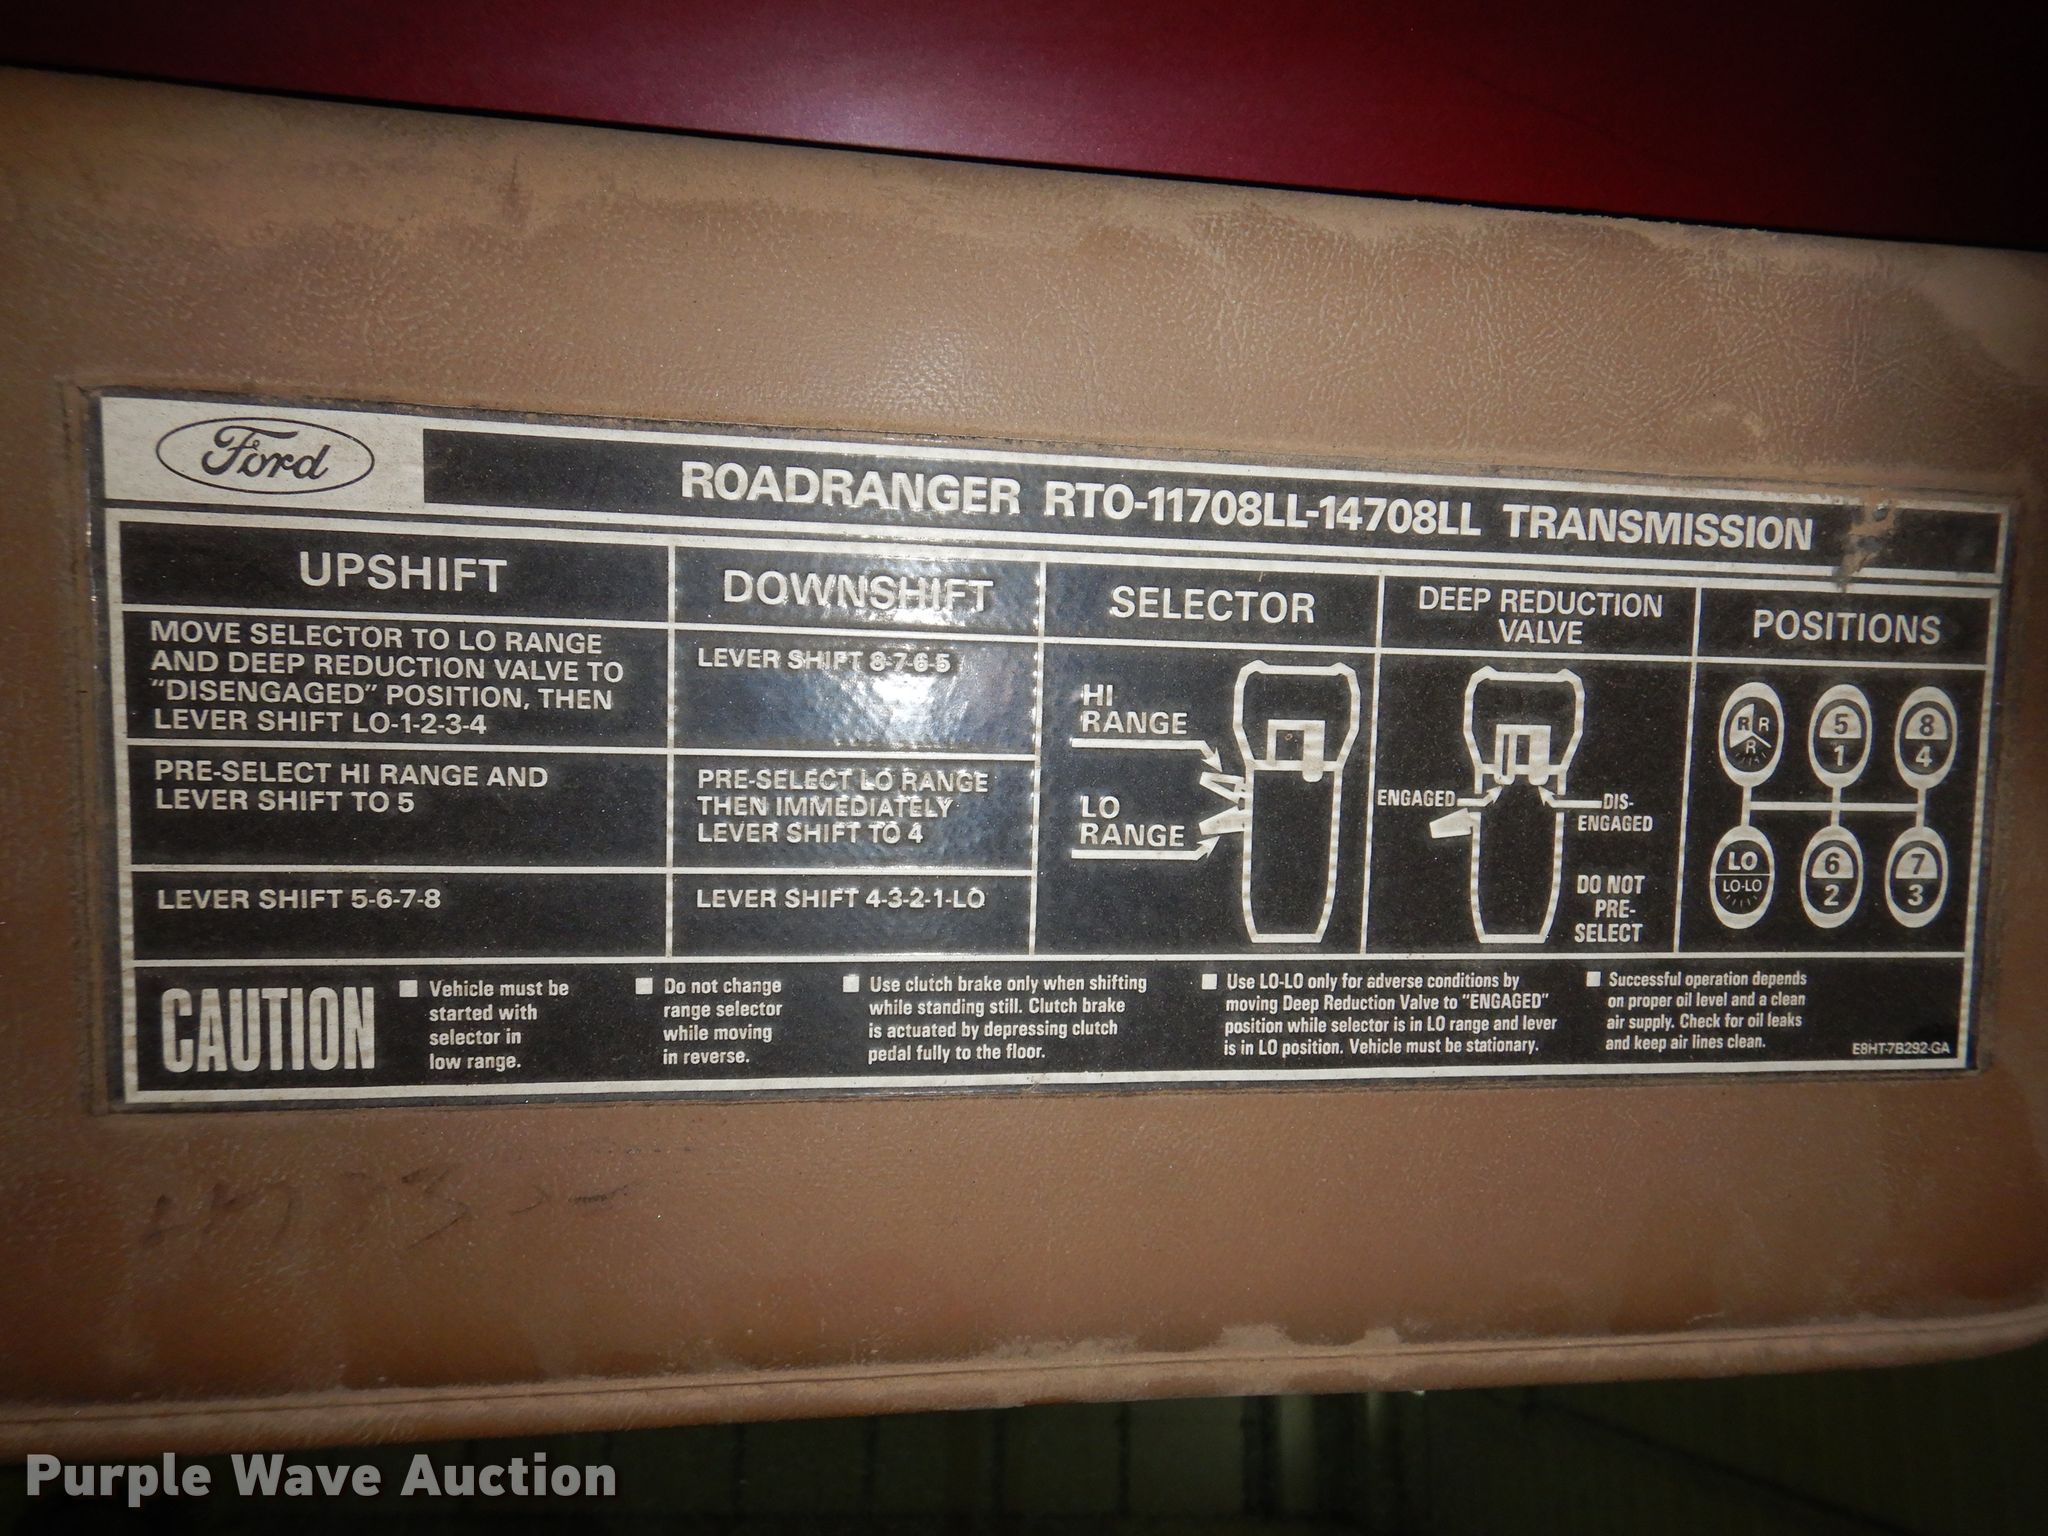 Ford
ROADRANGER RTO-11708LL-14708LL TRANSMISSION
UPSHIFT
MOVE SELECTOR TO LO RANGE
AND DEEP REDUCTION VALVE TO
"DISENGAGED" POSITION, THEN
LEVER SHIFT LO-1-2-3-4
PRE-SELECT HI RANGE AND
LEVER SHIFT TO 5
LEVER SHIFT 5-6-7-8
DOWNSHIFT
LEVER SHIFT 8-7-6-5
PRE-SELECT LO RANGE
THEN IMMEDIATELY
LEVER SHIFT TO 4
LEVER SHIFT 4-3-2-1-LO
SELECTOR
HI
RANGE
LO
RANGE
DEEP REDUCTION
VALVE
ENGAGED
DIS-
ENGAGED
DO NOT
PRE-
SELECT
POSITIONS
R R
R
5
1
8
4
LO
LO-LO
6
2
7
3
CAUTION
Vehicle must be
started with
selector in
low range.
Do not change
range selector
while moving
in reverse.
Use clutch brake only when shifting
while standing still. Clutch brake
is actuated by depressing clutch
pedal fully to the floor.
Use LO-LO only for adverse conditions by
moving Deep Reduction Valve to "ENGAGED"
position while selector is in LO range and lever
is in LO position. Vehicle must be stationary.
Successful operation depends
on proper oil level and a clean
air supply. Check for oil leaks
and keep air lines clean.
E8HT-7B292-GA
Purple Wave Auction